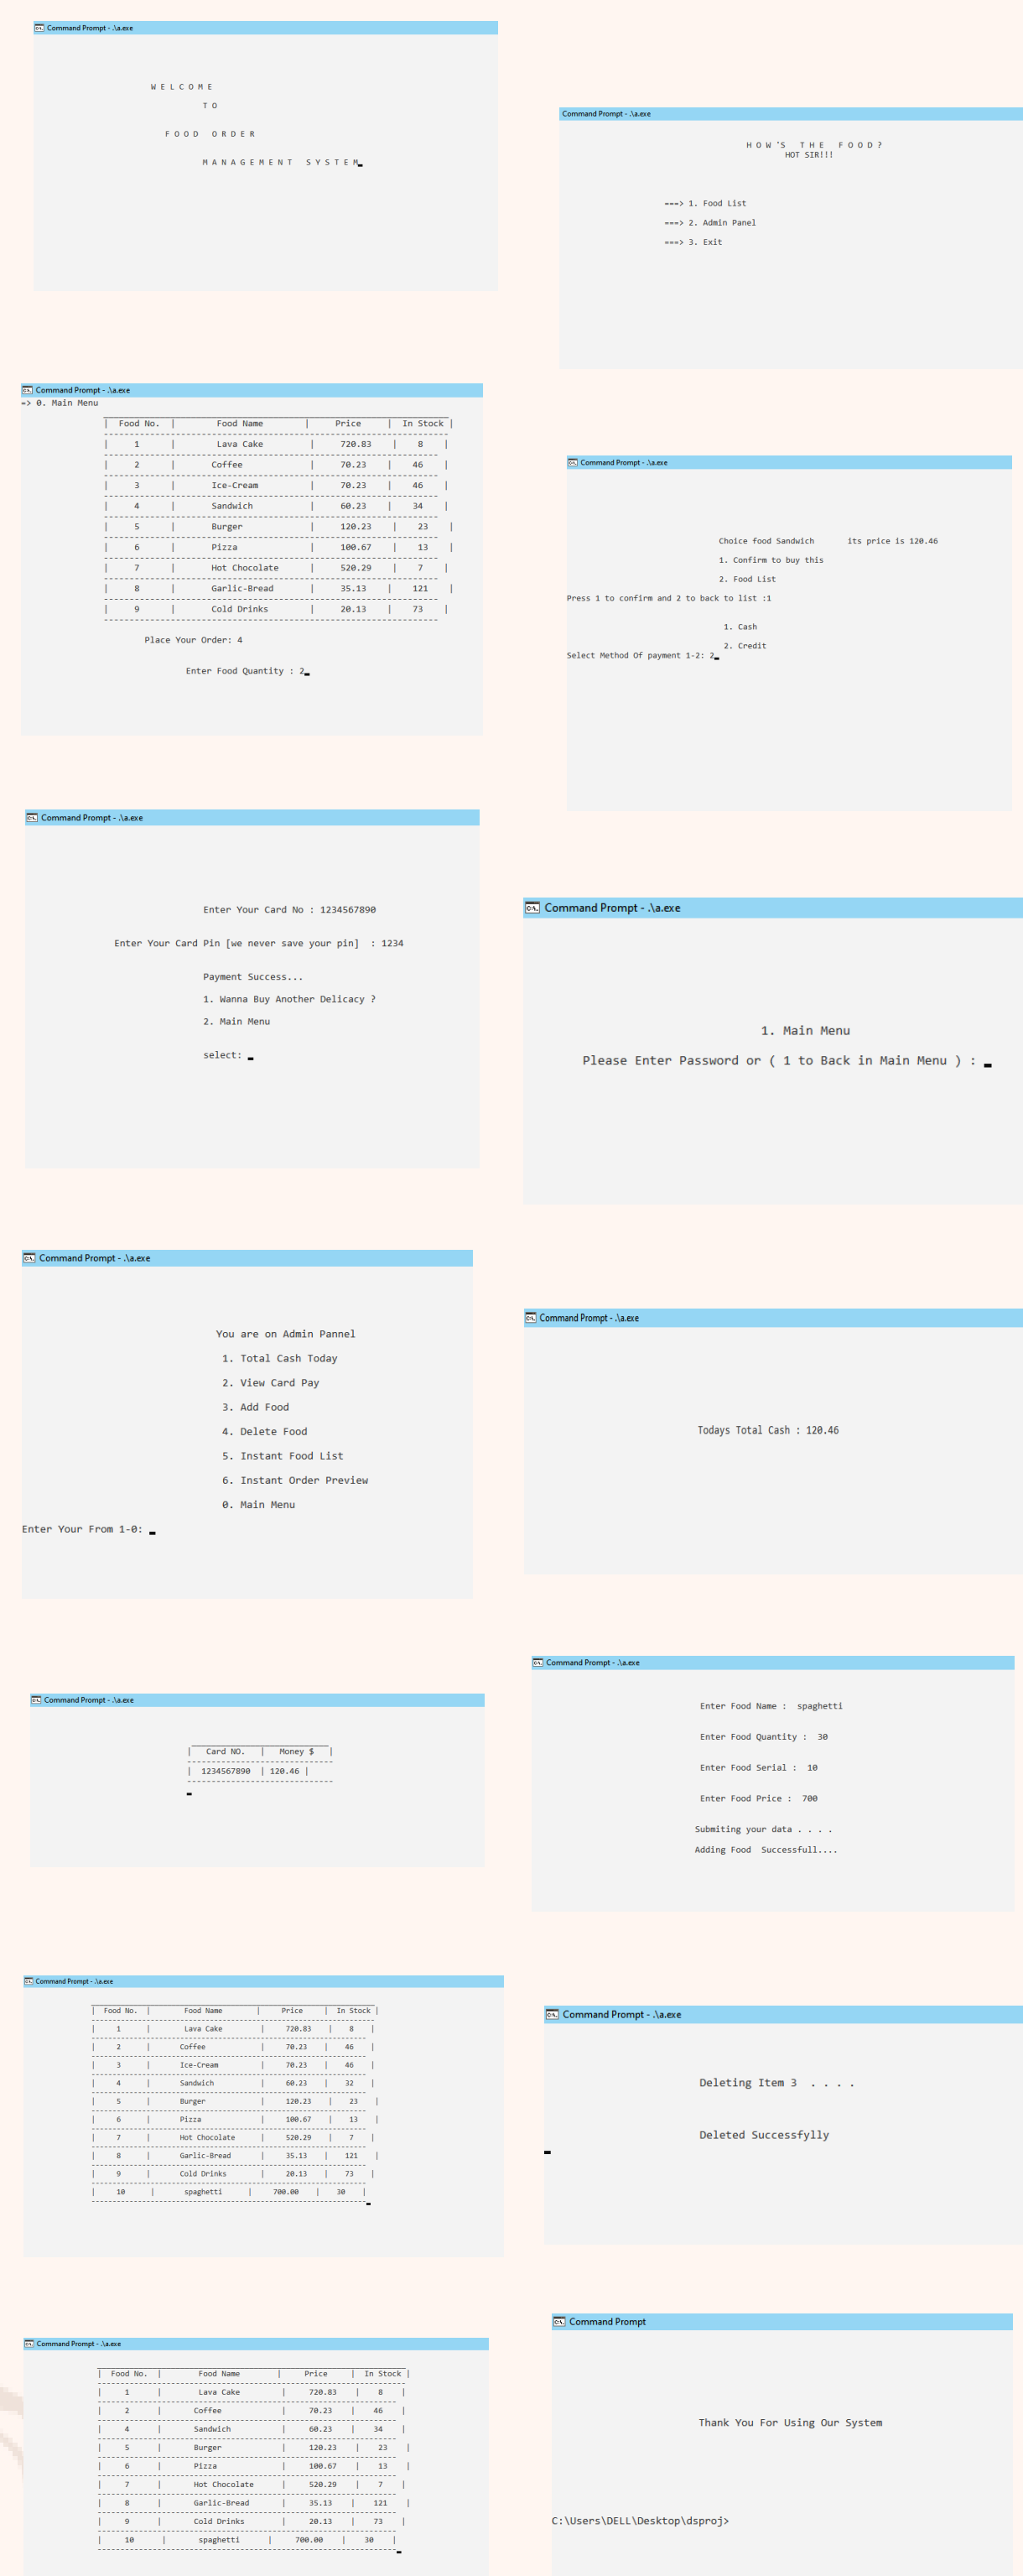 Command Prompt - .\a.exe
W E L C O M E
T O
F O O D   O R D E R
M A N A G E M E N T   S Y S T E M
Command Prompt - .\a.exe
H O W 'S   T H E   F O O D ?
HOT SIR!!!
===> 1. Food List
===> 2. Admin Panel
===> 3. Exit
Command Prompt - .\a.exe
=> 0. Main Menu
| Food No. | Food Name | Price | In Stock |
| 1 | Lava Cake | 720.83 | 8 |
| 2 | Coffee | 70.23 | 46 |
| 3 | Ice-Cream | 70.23 | 46 |
| 4 | Sandwich | 60.23 | 34 |
| 5 | Burger | 120.23 | 23 |
| 6 | Pizza | 100.67 | 13 |
| 7 | Hot Chocolate | 520.29 | 7 |
| 8 | Garlic-Bread | 35.13 | 121 |
| 9 | Cold Drinks | 20.13 | 73 |
Place Your Order: 4
Enter Food Quantity : 2
Command Prompt - .\a.exe
Choice food Sandwich its price is 120.46
1. Confirm to buy this
2. Food List
Press 1 to confirm and 2 to back to list :1
1. Cash
2. Credit
Select Method Of payment 1-2: 2
Command Prompt - .\a.exe
Enter Your Card No : 1234567890
Enter Your Card Pin [we never save your pin] : 1234
Payment Success...
1. Wanna Buy Another Delicacy ?
2. Main Menu
select:
Command Prompt - .\a.exe
1. Main Menu
Please Enter Password or ( 1 to Back in Main Menu ) :
Command Prompt - .\a.exe
You are on Admin Pannel
1. Total Cash Today
2. View Card Pay
3. Add Food
4. Delete Food
5. Instant Food List
6. Instant Order Preview
0. Main Menu
Enter Your From 1-0:
Command Prompt - .\a.exe
Todays Total Cash : 120.46
Command Prompt - .\a.exe
| Card NO. | Money $ |
| 1234567890 | 120.46 |
Command Prompt - .\a.exe
Enter Food Name : spaghetti
Enter Food Quantity : 30
Enter Food Serial : 10
Enter Food Price : 700
Submiting your data . . . .
Adding Food Successfull....
Command Prompt - .\a.exe
| Food No. | Food Name | Price | In Stock |
| 1 | Lava Cake | 720.83 | 8 |
| 2 | Coffee | 70.23 | 46 |
| 3 | Ice-Cream | 70.23 | 46 |
| 4 | Sandwich | 60.23 | 32 |
| 5 | Burger | 120.23 | 23 |
| 6 | Pizza | 100.67 | 13 |
| 7 | Hot Chocolate | 520.29 | 7 |
| 8 | Garlic-Bread | 35.13 | 121 |
| 9 | Cold Drinks | 20.13 | 73 |
| 10 | spaghetti | 700.00 | 30 |
Command Prompt - .\a.exe
Deleting Item 3 . . . .
Deleted Successfylly
Command Prompt - .\a.exe
| Food No. | Food Name | Price | In Stock |
| 1 | Lava Cake | 720.83 | 8 |
| 2 | Coffee | 70.23 | 46 |
| 4 | Sandwich | 60.23 | 34 |
| 5 | Burger | 120.23 | 23 |
| 6 | Pizza | 100.67 | 13 |
| 7 | Hot Chocolate | 520.29 | 7 |
| 8 | Garlic-Bread | 35.13 | 121 |
| 9 | Cold Drinks | 20.13 | 73 |
| 10 | spaghetti | 700.00 | 30 |
Command Prompt
Thank You For Using Our System
C:\Users\DELL\Desktop\dsproj>